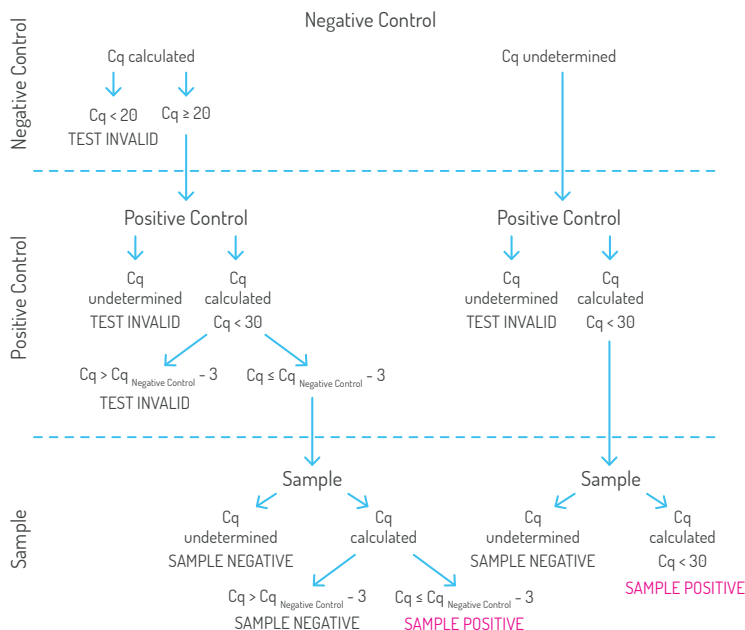 Negative Control
Negative Control
Cq calculated
Cq undetermined
Cq < 20
Cq ≥ 20
TEST INVALID
Positive Control
Positive Control
Positive Control
Cq
undetermined
TEST INVALID
Cq
calculated
Cq < 30
Cq
undetermined
TEST INVALID
Cq
calculated
Cq < 30
Cq > Cq Negative Control - 3
TEST INVALID
Cq ≤ Cq Negative Control - 3
Sample
Sample
Sample
Cq
undetermined
SAMPLE NEGATIVE
Cq
calculated
Cq
undetermined
SAMPLE NEGATIVE
Cq
calculated
Cq < 30
SAMPLE POSITIVE
Cq > Cq Negative Control - 3
SAMPLE NEGATIVE
Cq ≤ Cq Negative Control - 3
SAMPLE POSITIVE